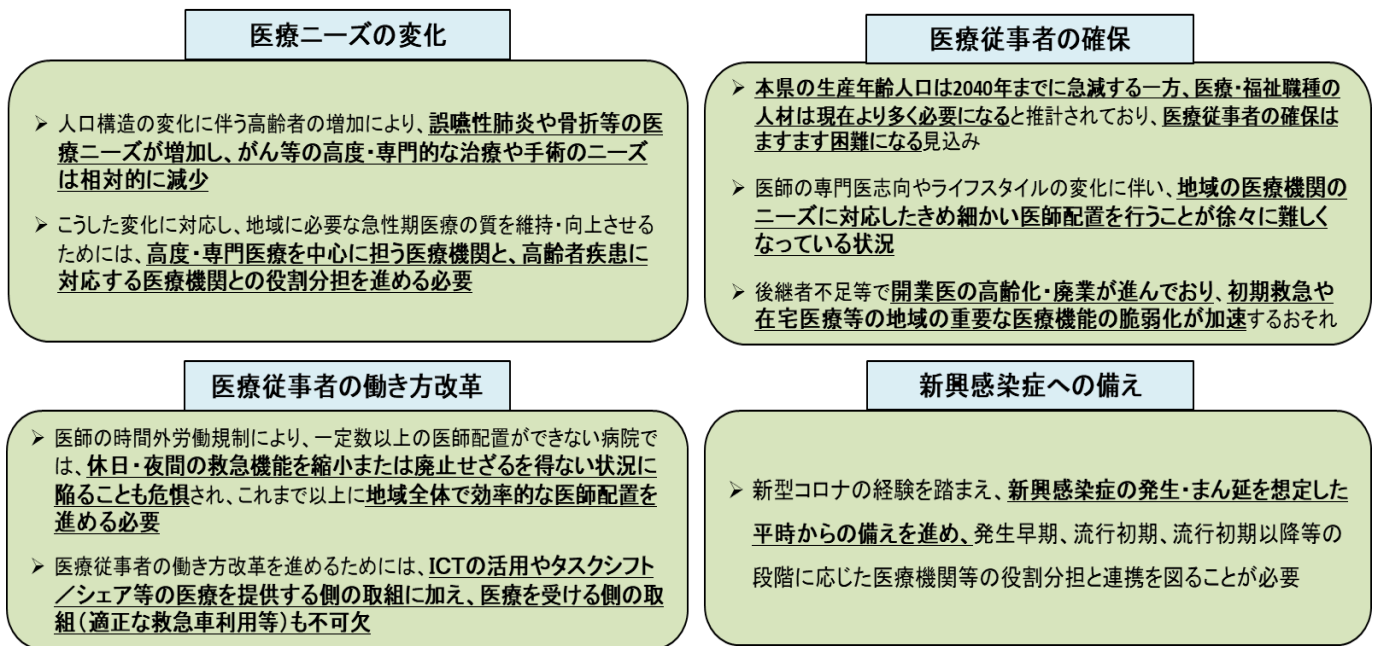 医療ニーズの変化
➢ 人口構造の変化に伴う高齢者の増加により、誤嚥性肺炎や骨折等の医
療ニーズが増加し、がん等の高度・専門的な治療や手術のニーズ
は相対的に減少
➢ こうした変化に対応し、地域に必要な急性期医療の質を維持・向上させる
ためには、高度・専門医療を中心に担う医療機関と、高齢者疾患に
対応する医療機関との役割分担を進める必要
医療従事者の確保
➢ 本県の生産年齢人口は2040年までに急減する一方、医療・福祉職種の
人材は現在より多く必要になると推計されており、医療従事者の確保は
ますます困難になる見込み
➢ 医師の専門医志向やライフスタイルの変化に伴い、地域の医療機関の
ニーズに対応したきめ細かい医師配置を行うことが徐々に難しく
なっている状況
➢ 後継者不足等で開業医の高齢化・廃業が進んでおり、初期救急や
在宅医療等の地域の重要な医療機能の脆弱化が加速するおそれ
医療従事者の働き方改革
➢ 医師の時間外労働規制により、一定数以上の医師配置ができない病院で
は、休日・夜間の救急機能を縮小または廃止せざるを得ない状況に
陥ることも危惧され、これまで以上に地域全体で効率的な医師配置を
進める必要
➢ 医療従事者の働き方改革を進めるためには、ICTの活用やタスクシフト
／シェア等の医療を提供する側の取組に加え、医療を受ける側の取
組（適正な救急車利用等）も不可欠
新興感染症への備え
➢ 新型コロナの経験を踏まえ、新興感染症の発生・まん延を想定した
平時からの備えを進め、発生早期、流行初期、流行初期以降等の
段階に応じた医療機関等の役割分担と連携を図ることが必要